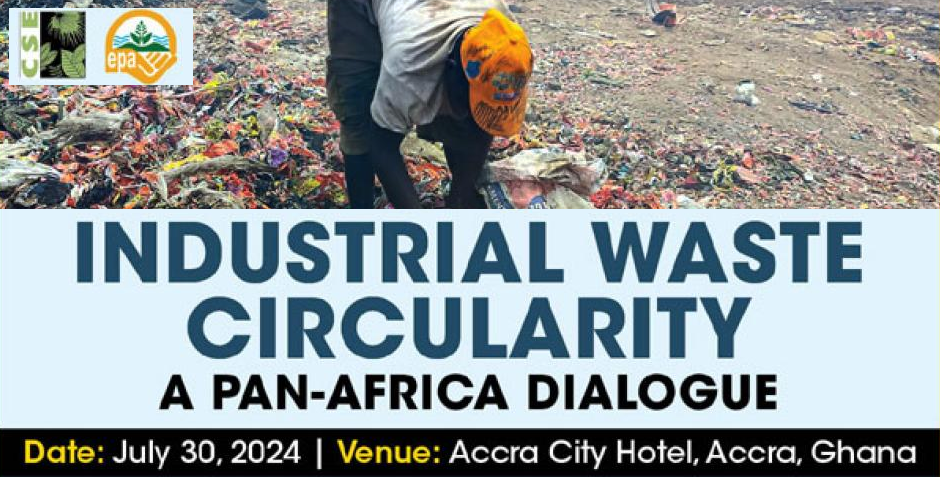 CSE
epa
INDUSTRIAL WASTE
CIRCULARITY
A PAN-AFRICA DIALOGUE
Date: July 30, 2024 | Venue: Accra City Hotel, Accra, Ghana